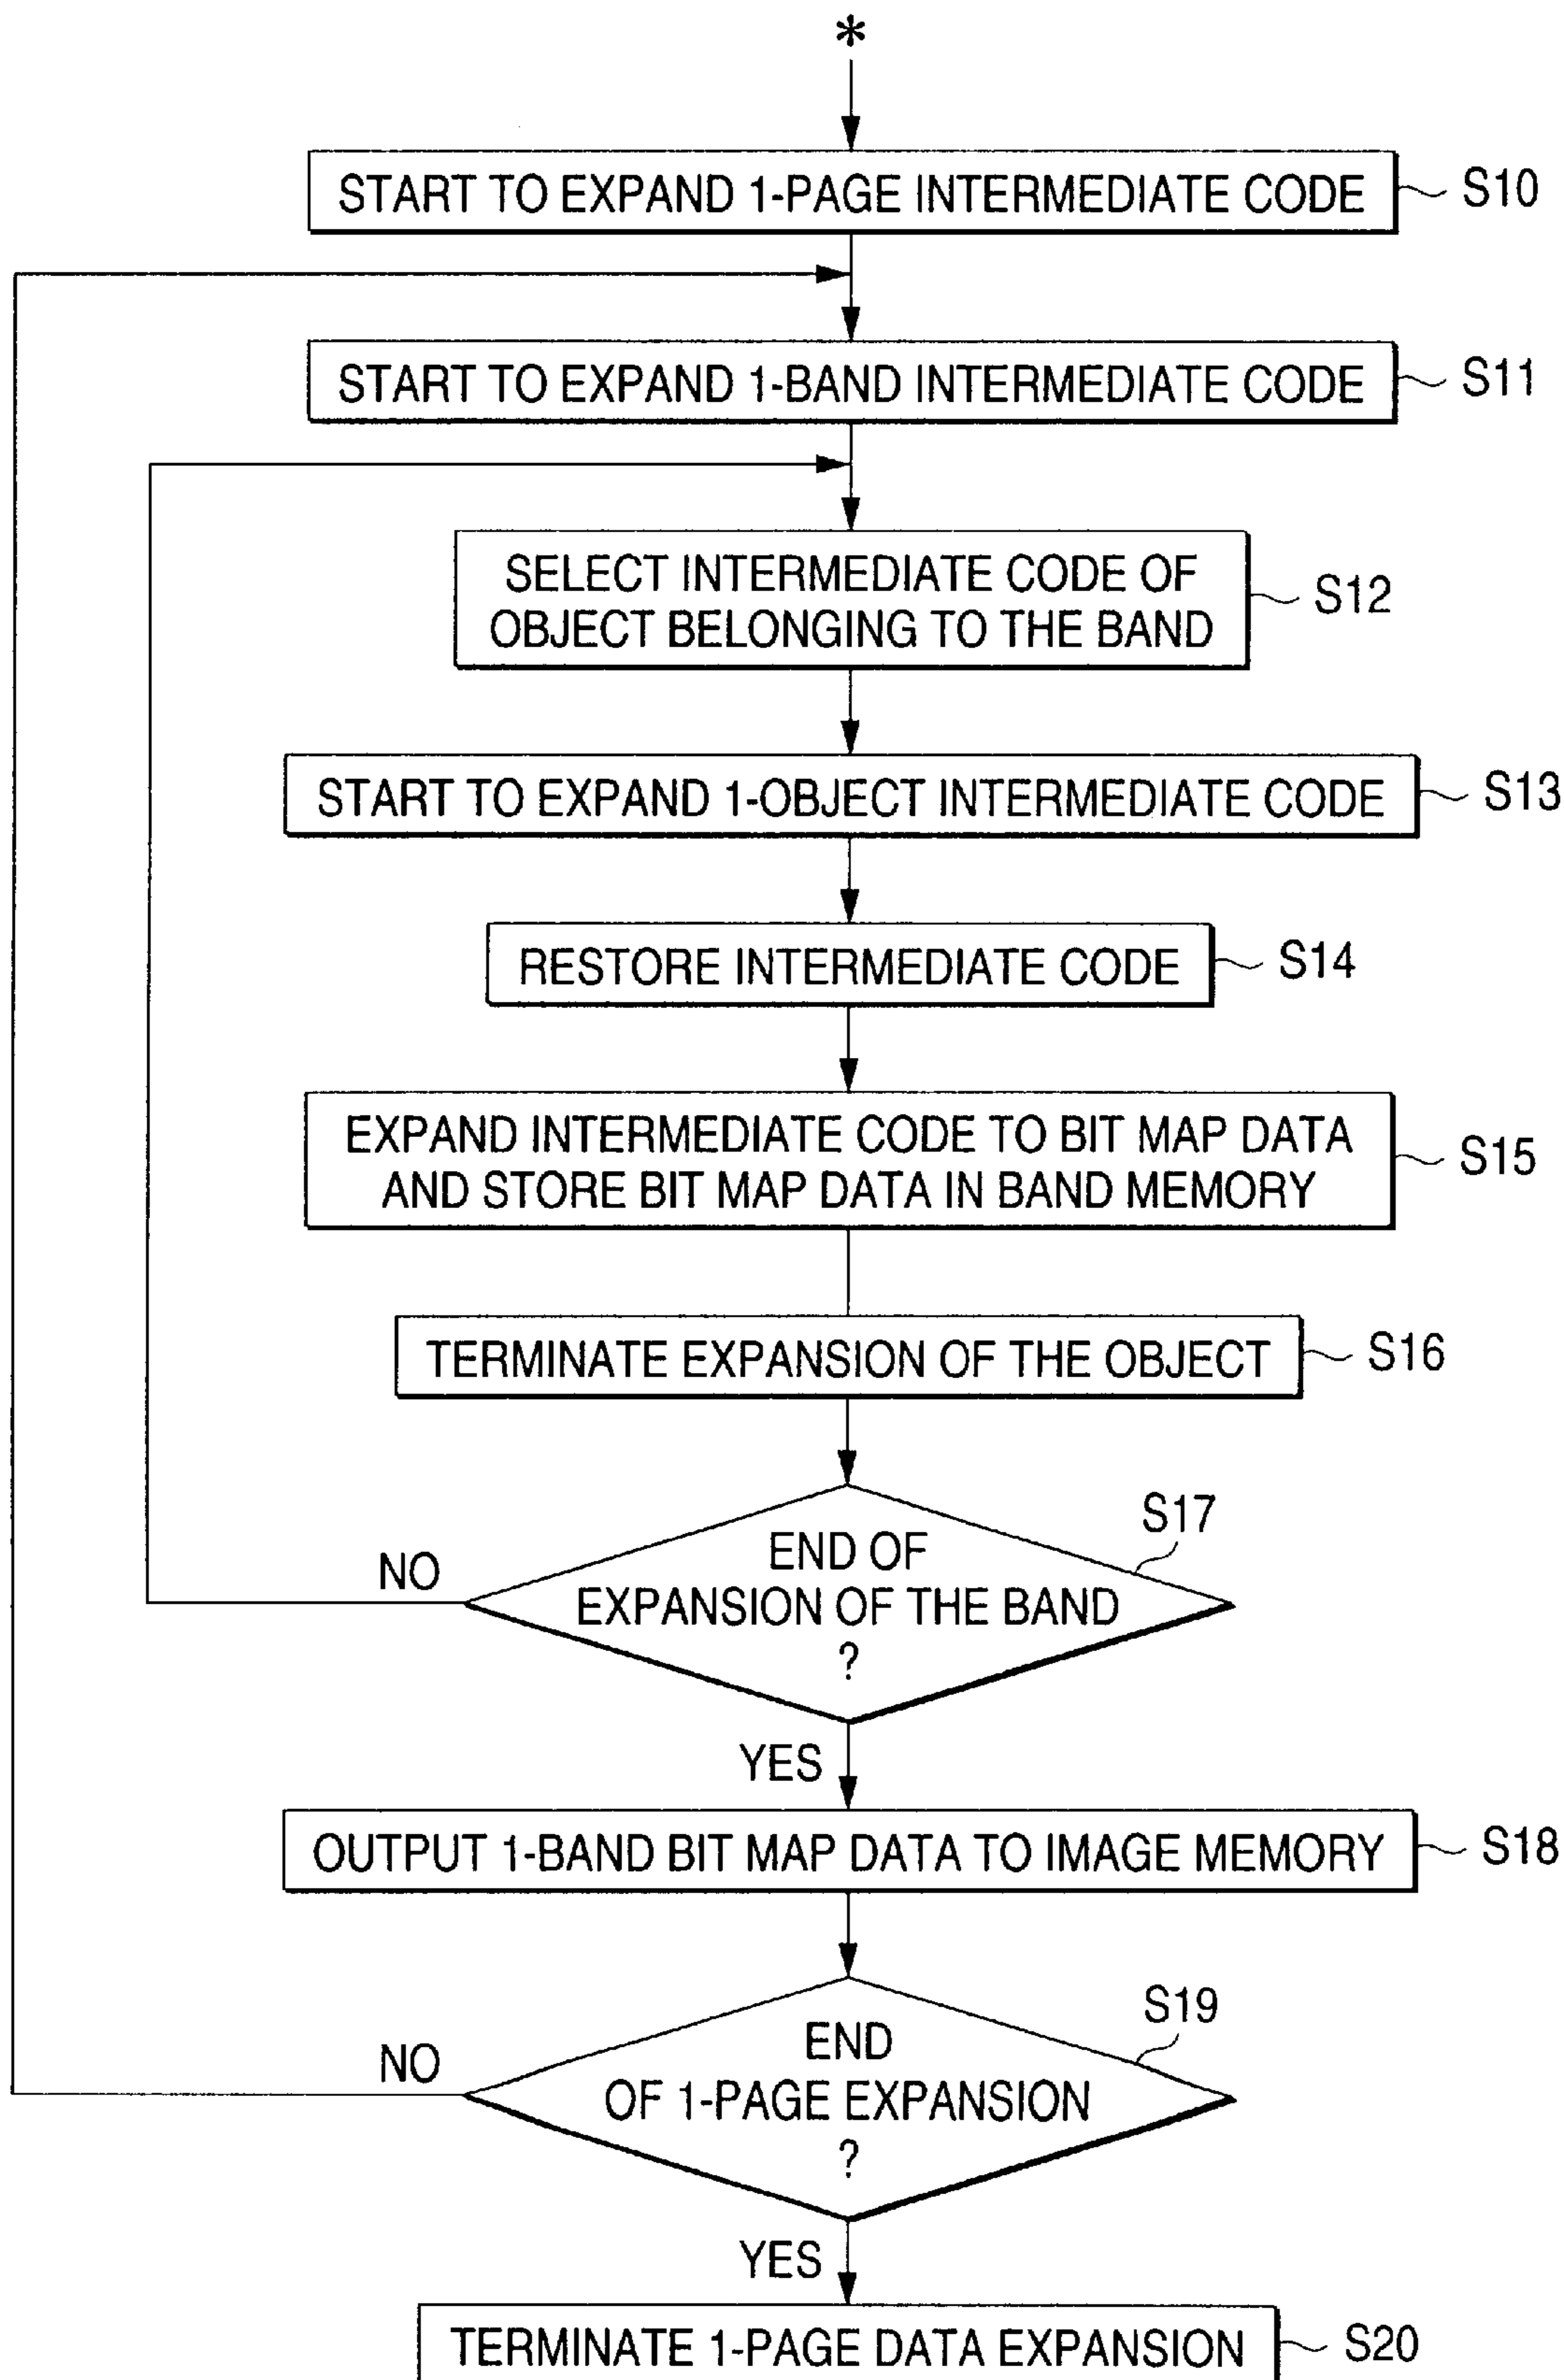 *
START TO EXPAND 1-PAGE INTERMEDIATE CODE S10
START TO EXPAND 1-BAND INTERMEDIATE CODE S11
SELECT INTERMEDIATE CODE OF
OBJECT BELONGING TO THE BAND
S12
START TO EXPAND 1-OBJECT INTERMEDIATE CODE S13
RESTORE INTERMEDIATE CODE S14
EXPAND INTERMEDIATE CODE TO BIT MAP DATA
AND STORE BIT MAP DATA IN BAND MEMORY
S15
TERMINATE EXPANSION OF THE OBJECT S16
S17
END OF
EXPANSION OF THE BAND
?
NO
YES
OUTPUT 1-BAND BIT MAP DATA TO IMAGE MEMORY S18
S19
END
OF 1-PAGE EXPANSION
?
NO
YES
TERMINATE 1-PAGE DATA EXPANSION S20